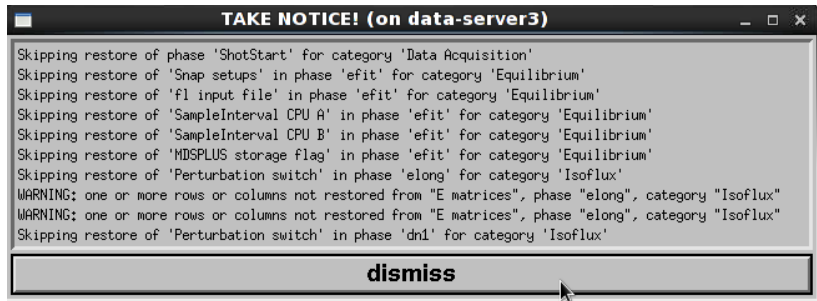 TAKE NOTICE! (on data-server3)
Skipping restore of phase 'ShotStart' for category 'Data Acquisition'
Skipping restore of 'Snap setups' in phase 'efit' for category 'Equilibrium'
Skipping restore of 'fl input file' in phase 'efit' for category 'Equilibrium'
Skipping restore of 'SampleInterval CPU A' in phase 'efit' for category 'Equilibrium'
Skipping restore of 'SampleInterval CPU B' in phase 'efit' for category 'Equilibrium'
Skipping restore of 'MDSPLUS storage flag' in phase 'efit' for category 'Equilibrium'
Skipping restore of 'Perturbation switch' in phase 'elong' for category 'Isoflux'
WARNING: one or more rows or columns not restored from "E matrices", phase "elong", category "Isoflux"
WARNING: one or more rows or columns not restored from "E matrices", phase "elong", category "Isoflux"
Skipping restore of 'Perturbation switch' in phase 'dn1' for category 'Isoflux'
dismiss